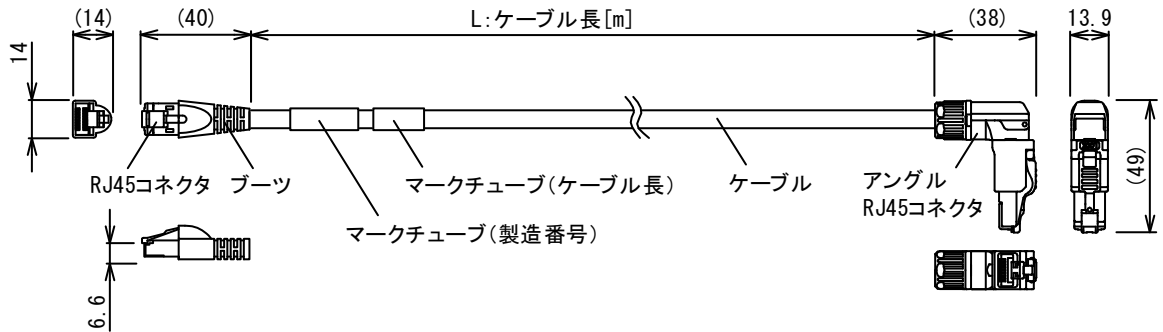 (14)
(40)
L:ケーブル長[m]
(38)
13.9
14
(49)
RJ45コネクタ
ブーツ
マークチューブ(ケーブル長)
ケーブル
アングル
RJ45コネクタ
マークチューブ(製造番号)
6.6